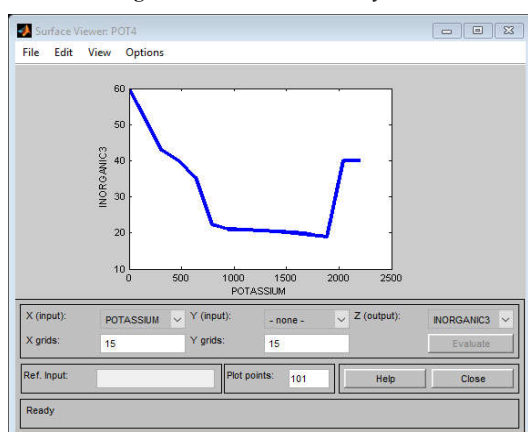 Surface Viewer: POT4
File Edit View Options
60
50
40
30
20
10
INORGANIC3
0 500 1000 1500 2000 2500
POTASSIUM
X (input): POTASSIUM Y (input): - none - Z (output): INORGANIC3
X grids: 15 Y grids: 15 Evaluate
Ref. Input: Plot points: 101 Help Close
Ready